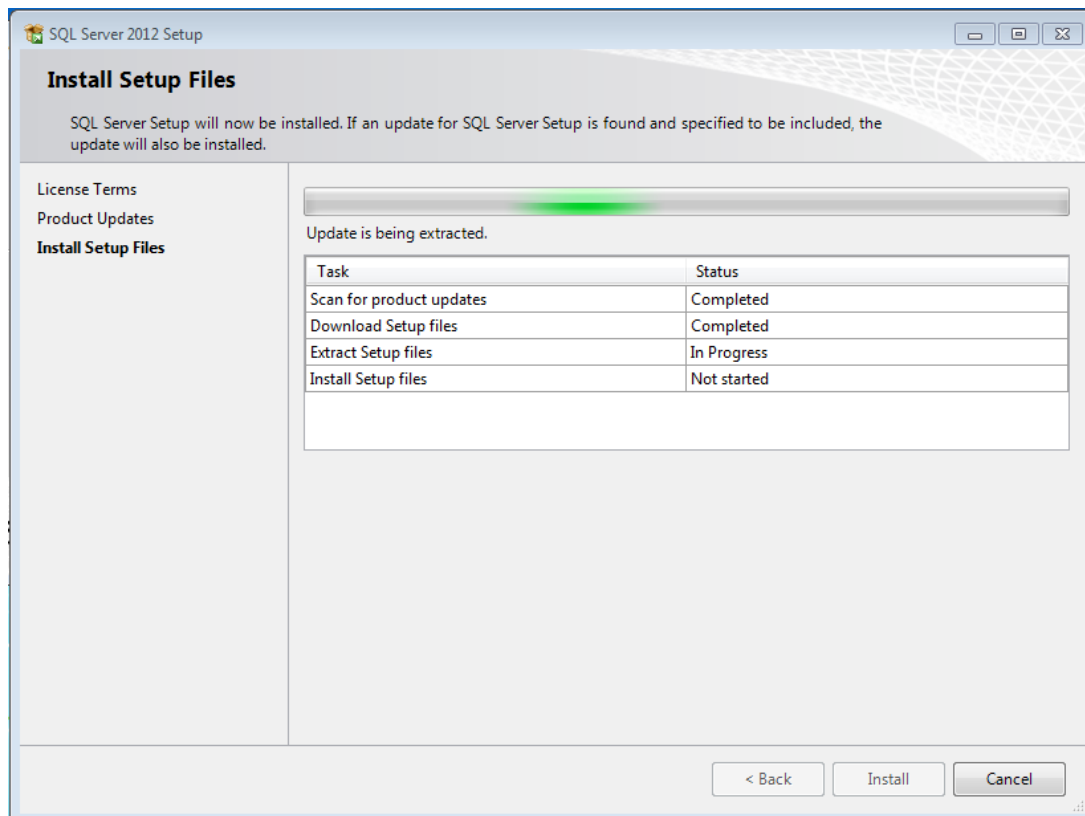 SQL Server 2012 Setup
Install Setup Files
SQL Server Setup will now be installed. If an update for SQL Server Setup is found and specified to be included, the
update will also be installed.
License Terms
Product Updates
Install Setup Files
Update is being extracted.
Task Status
Scan for product updates Completed
Download Setup files Completed
Extract Setup files In Progress
Install Setup files Not started
< Back Install Cancel